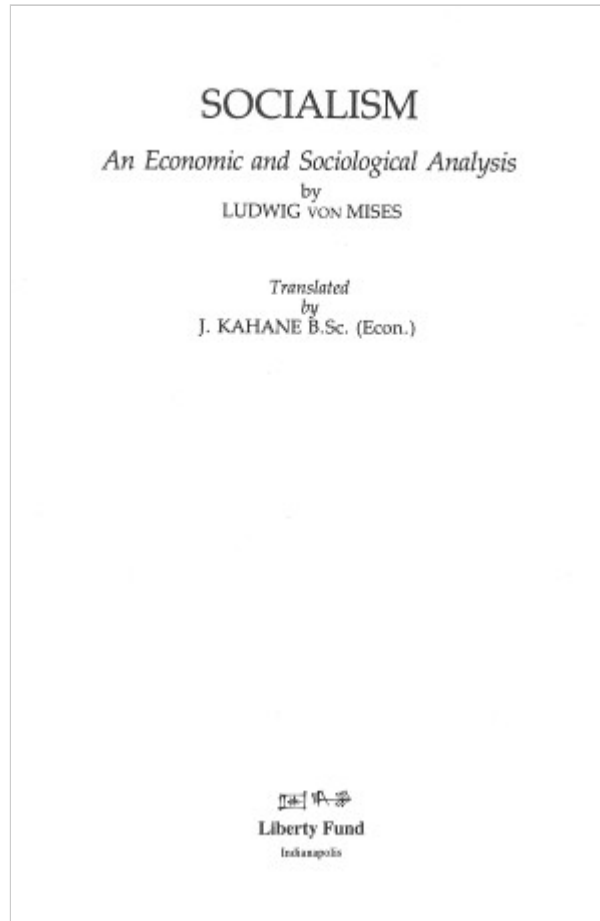 SOCIALISM
An Economic and Sociological Analysis
by
LUDWIG VON MISES
Translated
by
J. KAHANE B.Sc. (Econ.)
Liberty Fund
Indianapolis